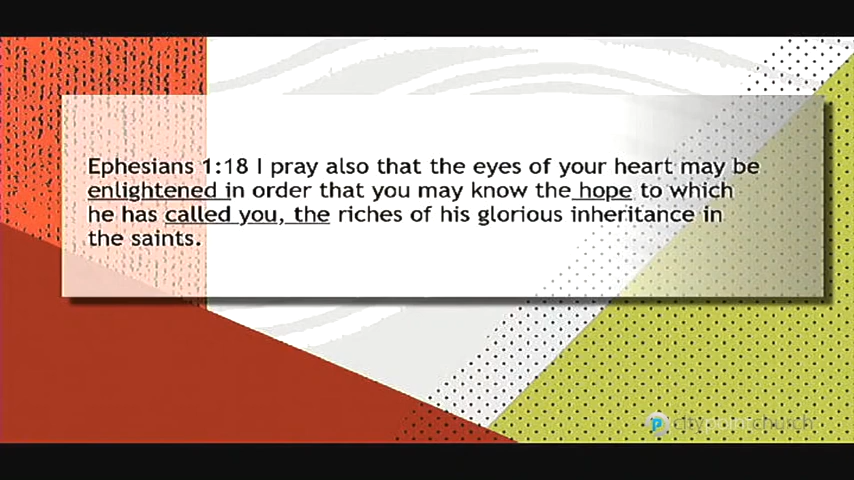 Ephesians 1:18 I pray also that the eyes of your heart may be
enlightened in order that you may know the hope to which
he has called you, the riches of his glorious inheritance in
the saints.
citypointchurch